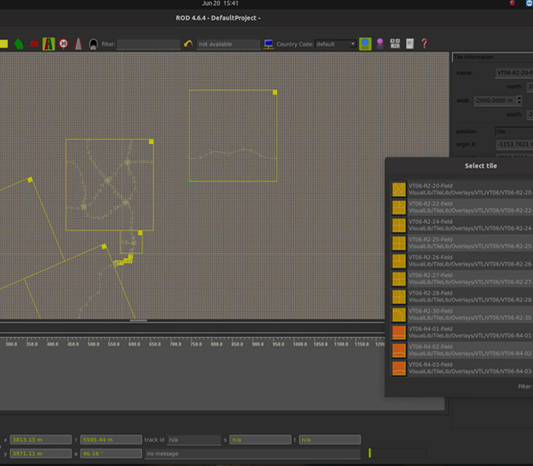 Jun 20 15:41
ROD 4.6.4 - DefaultProject -
filter: not available Country Code: default
Tile information
name: VT06-R2-20-F
north:
west: -2000.0000 m
south:
position: tile
-1153.7621
Select tile
VT06-R2-20-Field
VisualLib/TileLib/Overlays/VTL/VT06/VT06-R2-20-
VT06-R2-22-Field
VisualLib/TileLib/Overlays/VTL/VT06/VT06-R2-22-
VT06-R2-24-Field
VisualLib/TileLib/Overlays/VTL/VT06/VT06-R2-24-
VT06-R2-25-Field
VisualLib/TileLib/Overlays/VTL/VT06/VT06-R2-25-
VT06-R2-26-Field
VisualLib/TileLib/Overlays/VTL/VT06/VT06-R2-26-
VT06-R2-27-Field
VisualLib/TileLib/Overlays/VTL/VT06/VT06-R2-27-
VT06-R2-28-Field
VisualLib/TileLib/Overlays/VTL/VT06/VT06-R2-28-
VT06-R2-30-Field
VisualLib/TileLib/Overlays/VTL/VT06/VT06-R2-30-
VT06-R4-01-Field
VisualLib/TileLib/Overlays/VTL/VT06/VT06-R4-01-
VT06-R4-02-Field
VisualLib/TileLib/Overlays/VTL/VT06/VT06-R4-02-
VT06-R4-03-Field
VisualLib/TileLib/Overlays/VTL/VT06/VT06-R4-03-
Filter:
300.0 400.0 450.0 500.0 550.0 600.0 650.0 700.0 750.0 800.0 850.0 900.0 950.0 1000.0 1050.0 1100.0 1150.0
x 3813.15 m Y 5505.44 m track id n/a s n/a t n/a
y 3971.11 m a 46.16 ° no message